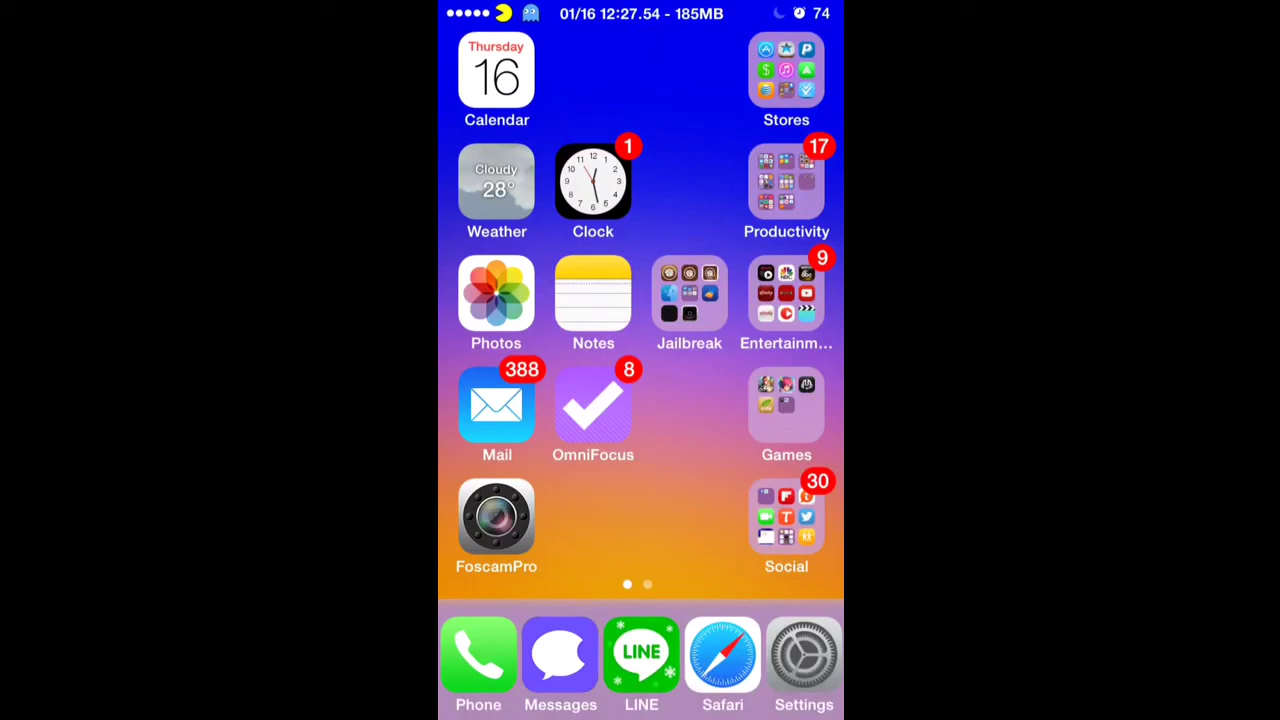 01/16 12:27.54 - 185MB
74
Thursday
16
Calendar
Stores
Cloudy
28°
Weather
1
Clock
17
Productivity
Photos
Notes
Jailbreak
9
Entertainm...
388
Mail
8
OmniFocus
Games
FoscamPro
30
Social
Phone
LINE
Messages
LINE
Safari
Settings